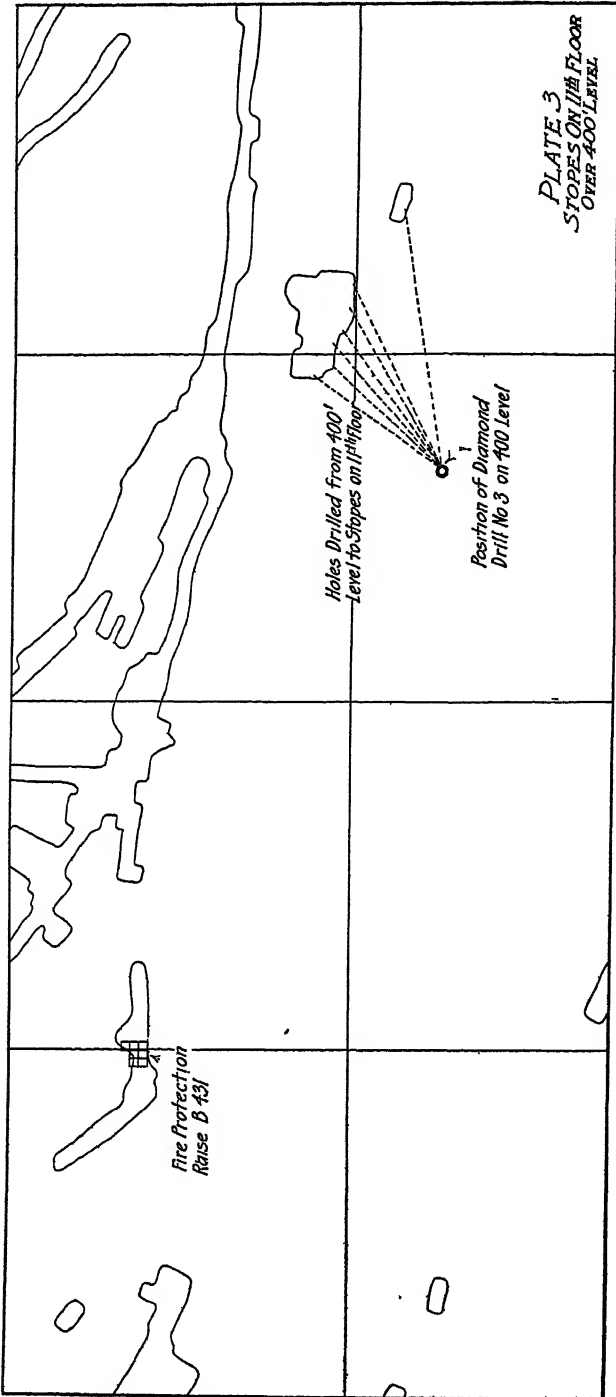 PLATE 3
STOPES ON 11th FLOOR
OVER 400' LEVEL
Holes Drilled from 400'
Level to Stopes on 11th Floor
Position of Diamond
Drill No 3 on 400 Level
Fire Protection
Raise B 431